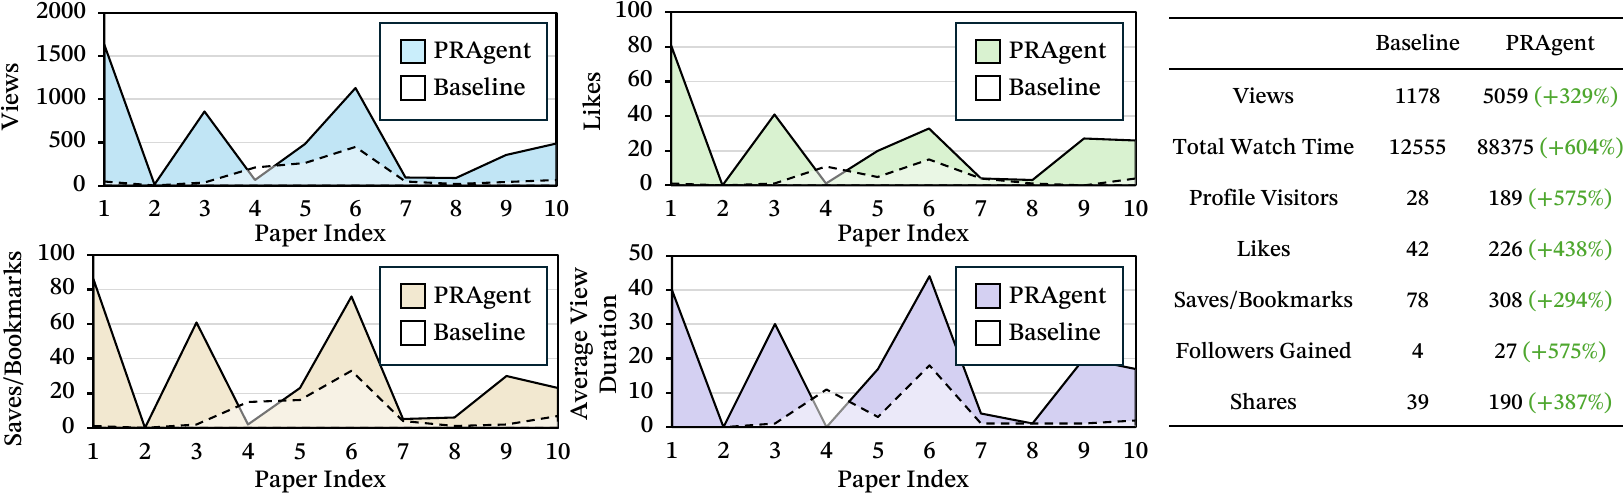 2000
1500
1000
500
0
Views
PRAgent
Baseline
1 2 3 4 5 6 7 8 9 10
Paper Index
100
80
60
40
20
0
Likes
PRAgent
Baseline
1 2 3 4 5 6 7 8 9 10
Paper Index
100
80
60
40
20
0
Saves/Bookmarks
PRAgent
Baseline
1 2 3 4 5 6 7 8 9 10
Paper Index
50
40
30
20
10
0
Average View
Duration
PRAgent
Baseline
1 2 3 4 5 6 7 8 9 10
Paper Index
Baseline PRAgent
Views 1178 5059 (+329%)
Total Watch Time 12555 88375 (+604%)
Profile Visitors 28 189 (+575%)
Likes 42 226 (+438%)
Saves/Bookmarks 78 308 (+294%)
Followers Gained 4 27 (+575%)
Shares 39 190 (+387%)